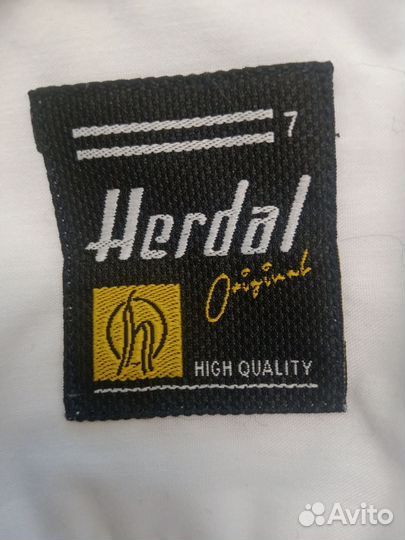 7
Herdal
Original
h
HIGH QUALITY
Avito